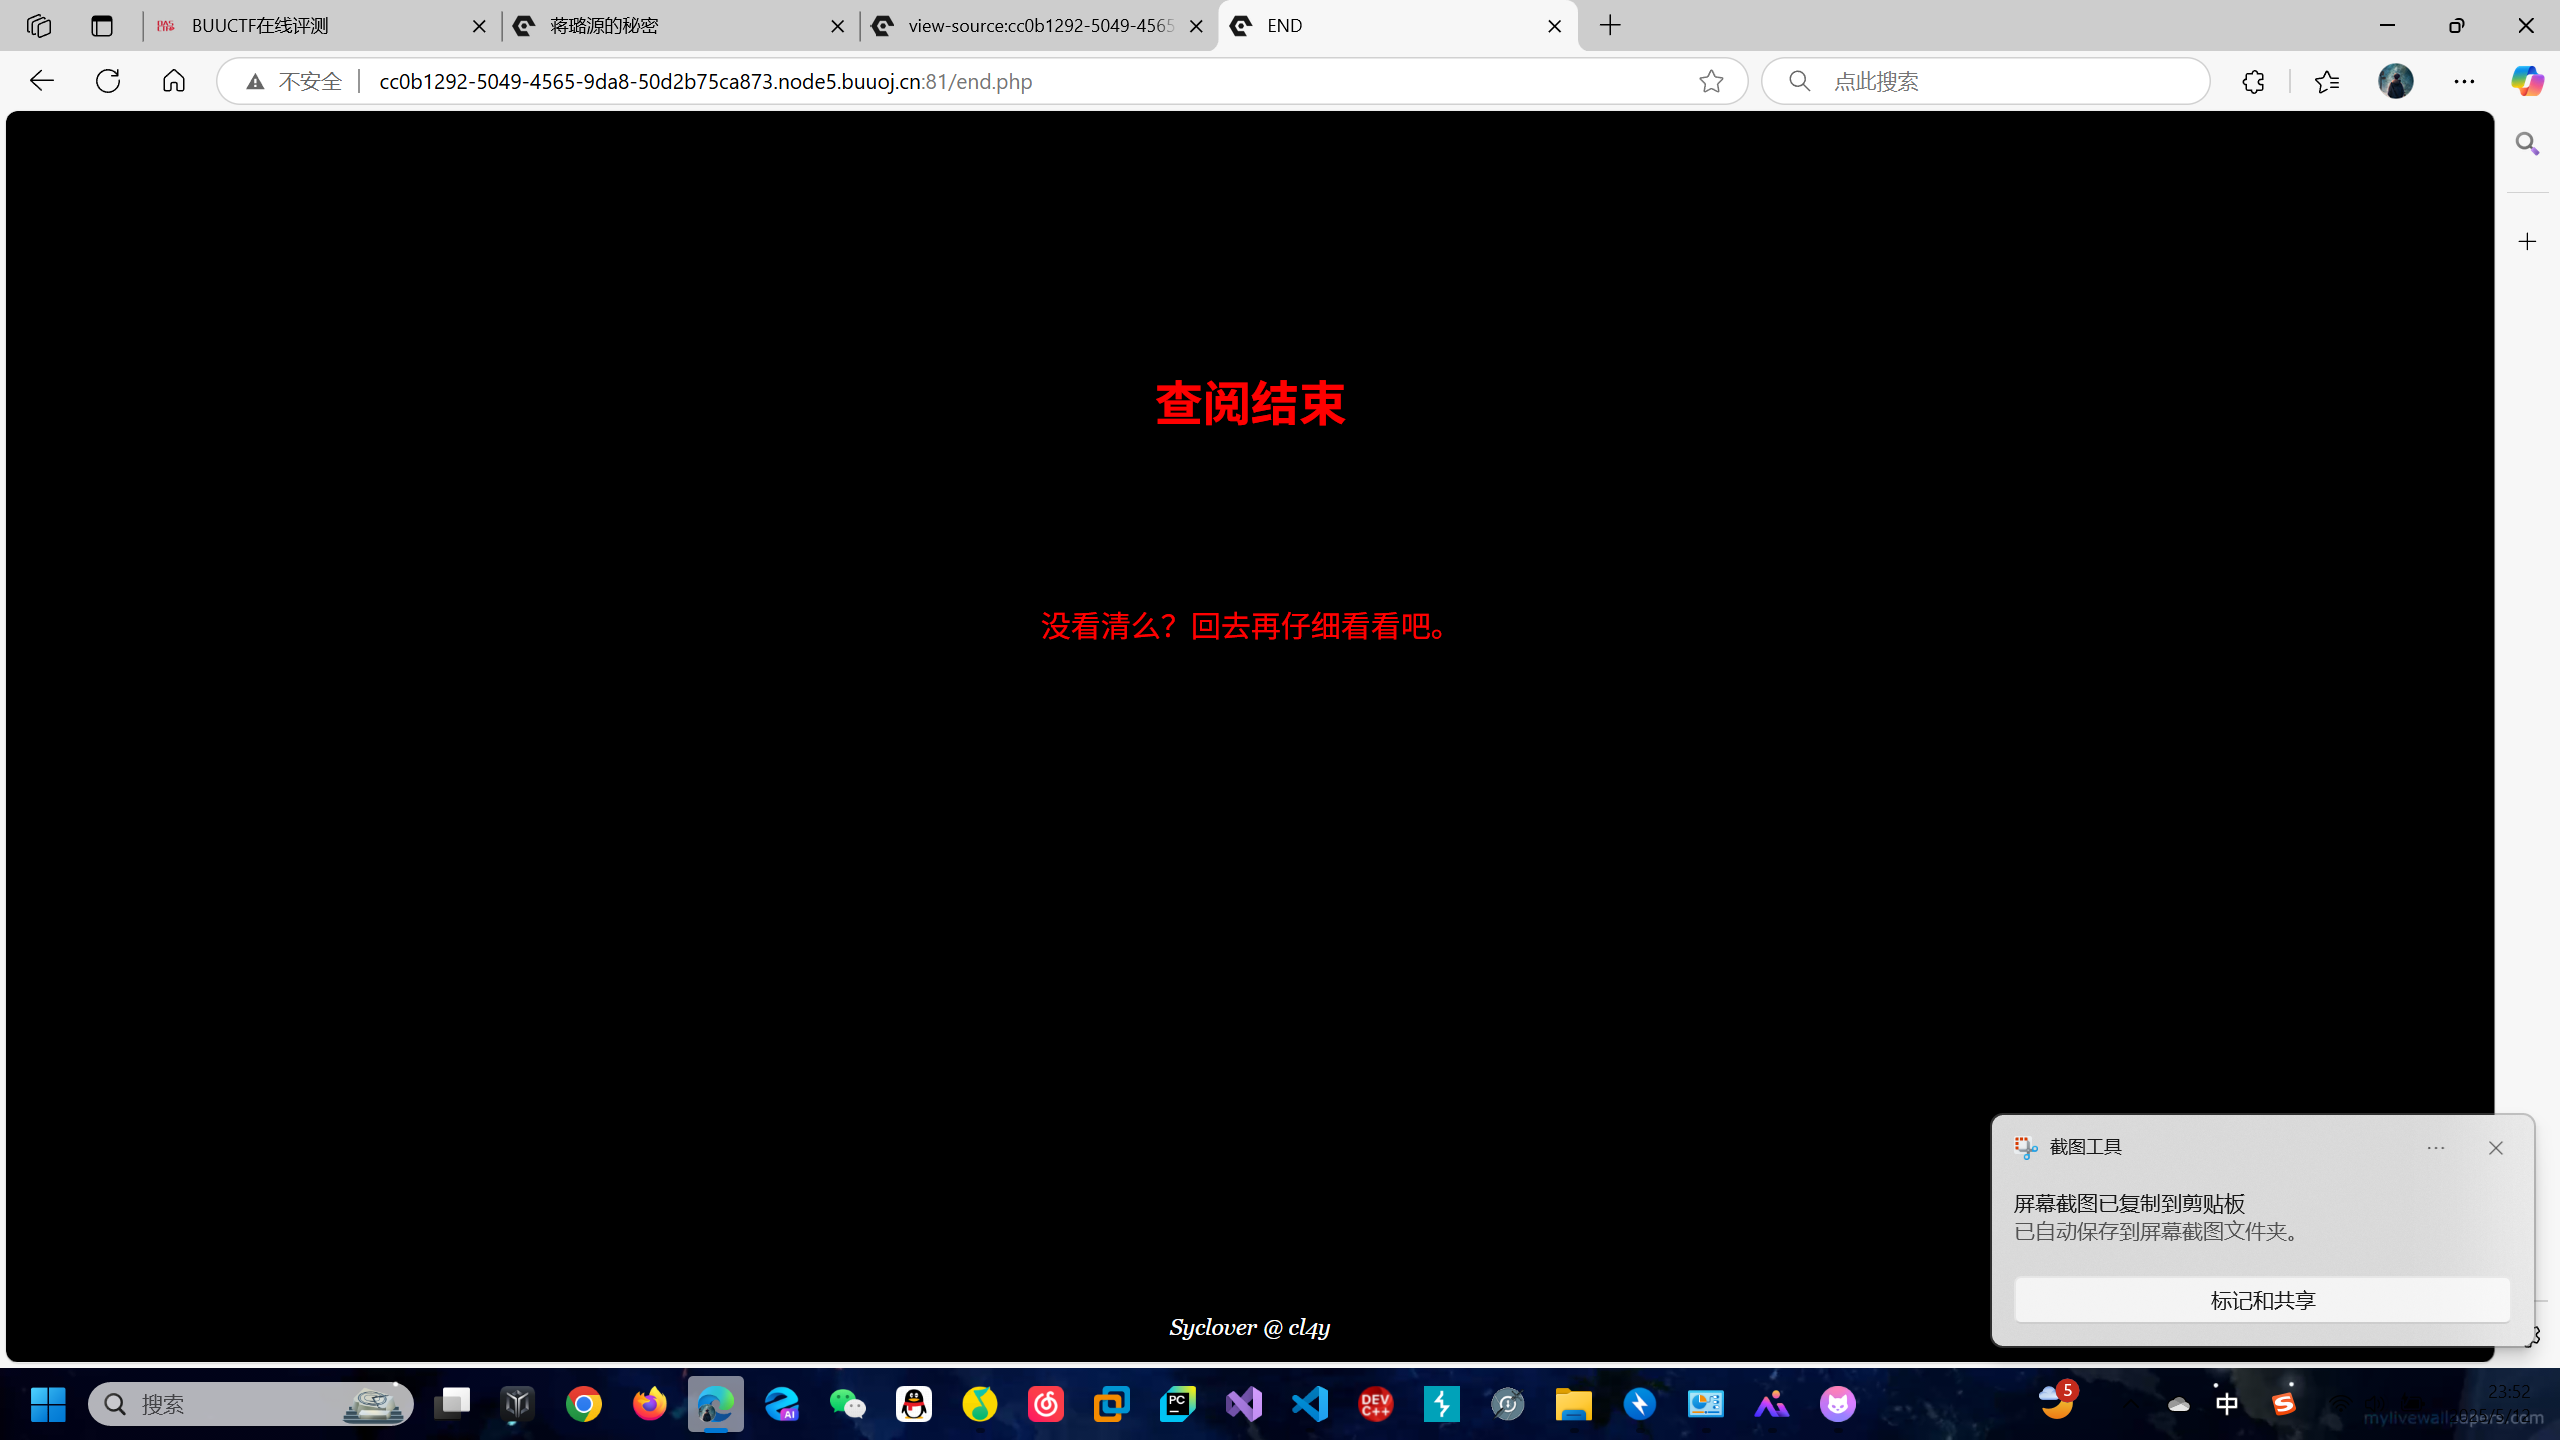 BUUCTF在线评测
蒋璐源的秘密
view-source:cc0b1292-5049-4565
END
不安全
cc0b1292-5049-4565-9da8-50d2b75ca873.node5.buuoj.cn:81/end.php
点此搜索
查阅结束
没看清么？回去再仔细看看吧。
Syclover @ cl4y
截图工具
屏幕截图已复制到剪贴板
已自动保存到屏幕截图文件夹。
标记和共享
搜索
AI
PC
DEV
C++
5
中
23:52
mylivewallpapers.com